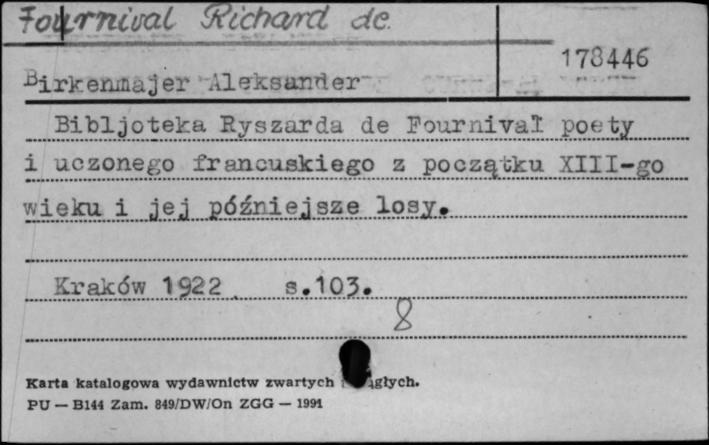 Fournival Richard de.
178446
Birkenmajer Aleksander
Bibljoteka Ryszarda de Fournival poety
i uczonego francuskiego z początku XIII-go
wieku i jej późniejsze losy.
Kraków 1922 s.103.
8
Karta katalogowa wydawnictw zwartych
PU — B144 Zam. 849/DW/On ZGG — 1991